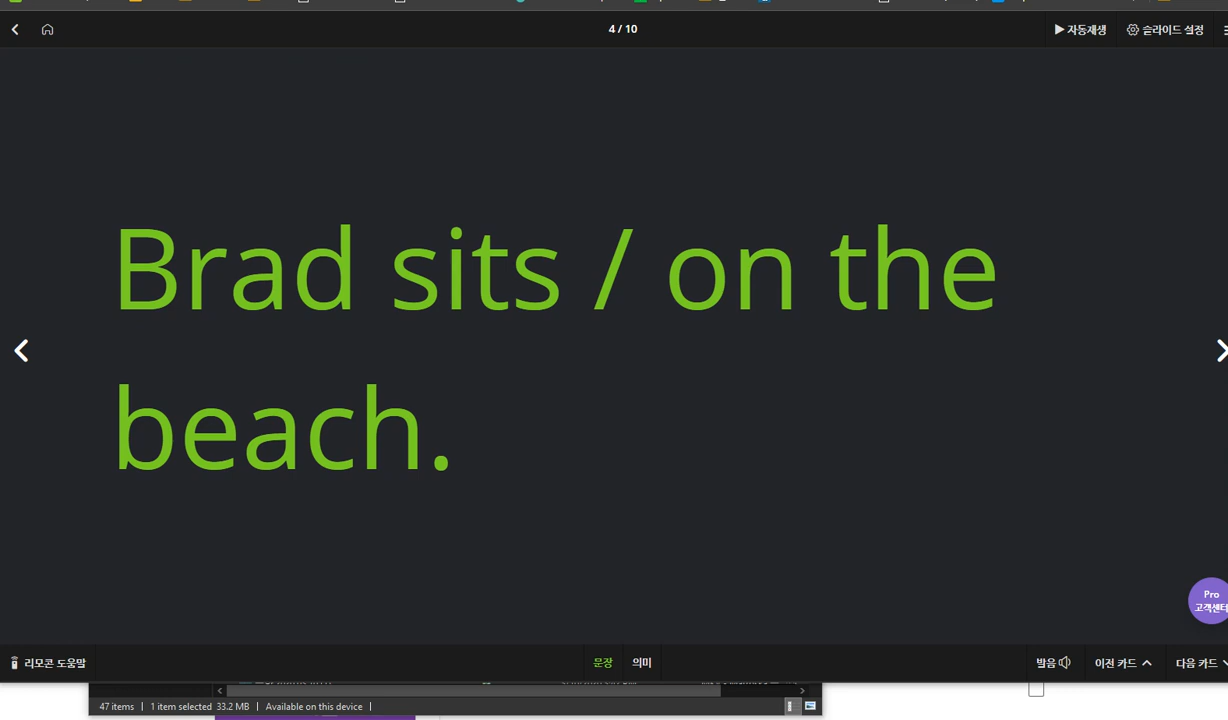 4 / 10
자동재생
슬라이드 설정
Brad sits / on the
beach.
Pro
고객센터
리모콘 도움말
문장
의미
발음
이전 카드
다음 카드
47 items
1 item selected 33.2 MB
Available on this device